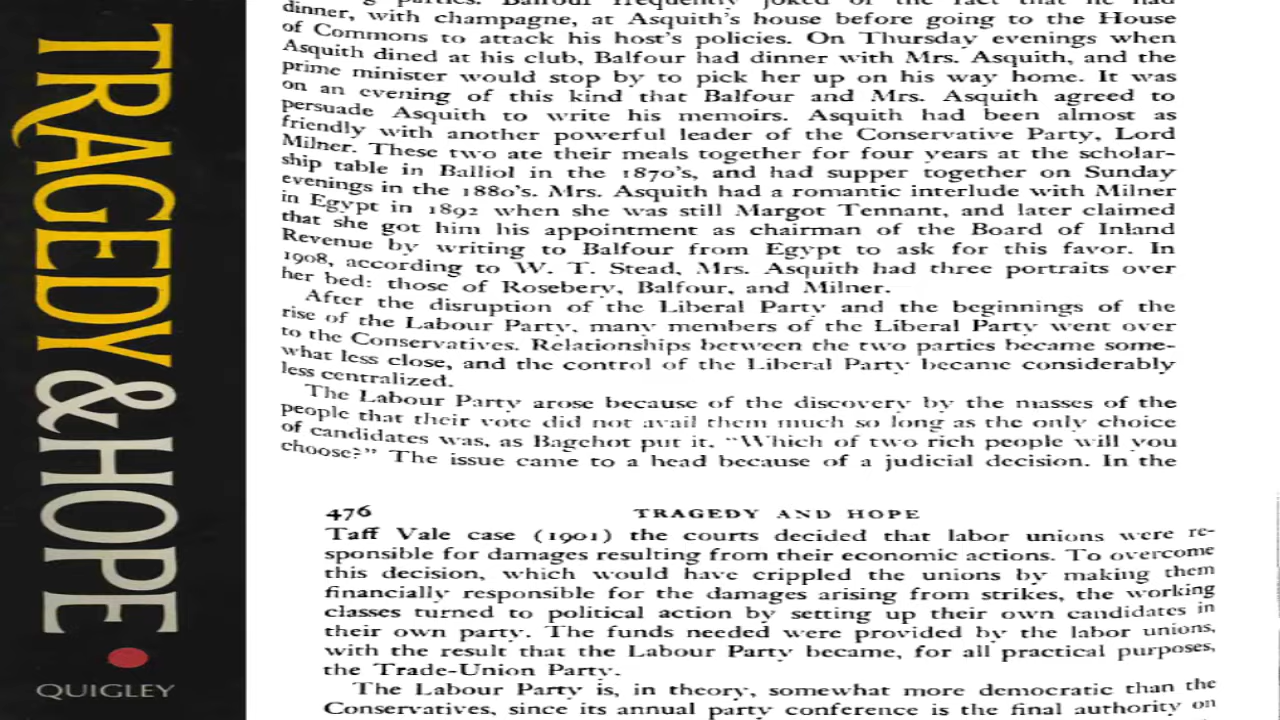 TRAGEDY & HOPE
QUIGLEY
dinner, with champagne, at Asquith's house before going to the House
of Commons to attack his host's policies. On Thursday evenings when
Asquith dined at his club, Balfour had dinner with Mrs. Asquith, and the
prime minister would stop by to pick her up on his way home. It was
on an evening of this kind that Balfour and Mrs. Asquith agreed to
persuade Asquith to write his memoirs. Asquith had been almost as
friendly with another powerful leader of the Conservative Party, Lord
Milner. These two ate their meals together for four years at the scholar-
ship table in Balliol in the 1870's, and had supper together on Sunday
evenings in the 1880's. Mrs. Asquith had a romantic interlude with Milner
in Egypt in 1892 when she was still Margot Tennant, and later claimed
that she got him his appointment as chairman of the Board of Inland
Revenue by writing to Balfour from Egypt to ask for this favor. In
1908, according to W. T. Stead, Mrs. Asquith had three portraits over
her bed: those of Rosebery, Balfour, and Milner.
After the disruption of the Liberal Party and the beginnings of the
rise of the Labour Party, many members of the Liberal Party went over
to the Conservatives. Relationships between the two parties became some-
what less close, and the control of the Liberal Party became considerably
less centralized.
The Labour Party arose because of the discovery by the masses of the
people that their vote did not avail them much so long as the only choice
of candidates was, as Bagehot put it, "Which of two rich people will you
choose?" The issue came to a head because of a judicial decision. In the
476 TRAGEDY AND HOPE
Taff Vale case (1901) the courts decided that labor unions were re-
sponsible for damages resulting from their economic actions. To overcome
this decision, which would have crippled the unions by making them
financially responsible for the damages arising from strikes, the working
classes turned to political action by setting up their own candidates in
their own party. The funds needed were provided by the labor unions,
with the result that the Labour Party became, for all practical purposes,
the Trade-Union Party.
The Labour Party is, in theory, somewhat more democratic than the
Conservatives, since its annual party conference is the final authority on